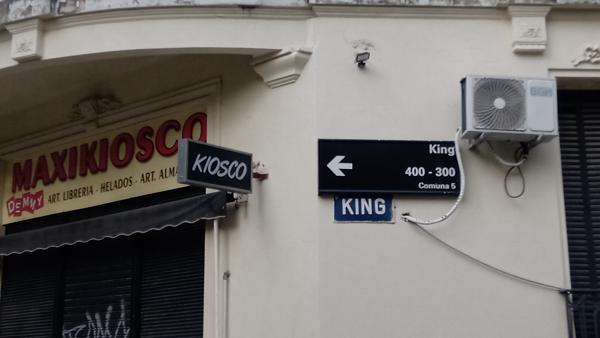 MAXIKIOSCO
DEMMY
ART. LIBRERIA - HELADOS - ART. ALMA
KIOSCO
King
400 - 300
Comuna 5
KING
BGH